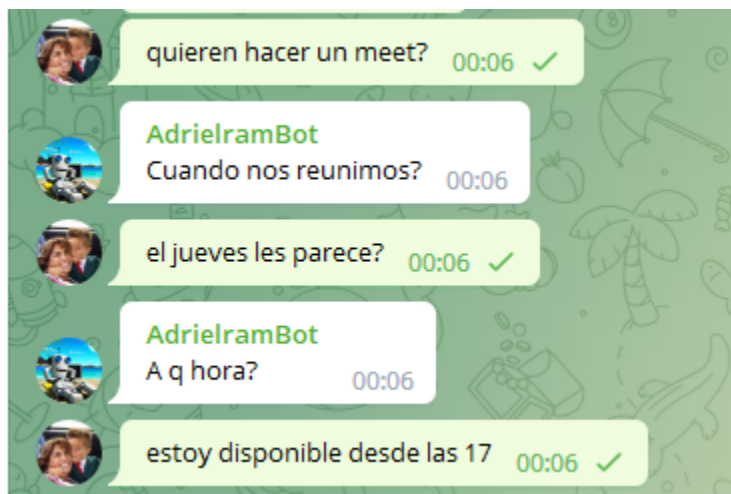 quieren hacer un meet? 00:06
AdrielramBot
Cuando nos reunimos? 00:06
el jueves les parece? 00:06
AdrielramBot
A q hora? 00:06
estoy disponible desde las 17 00:06